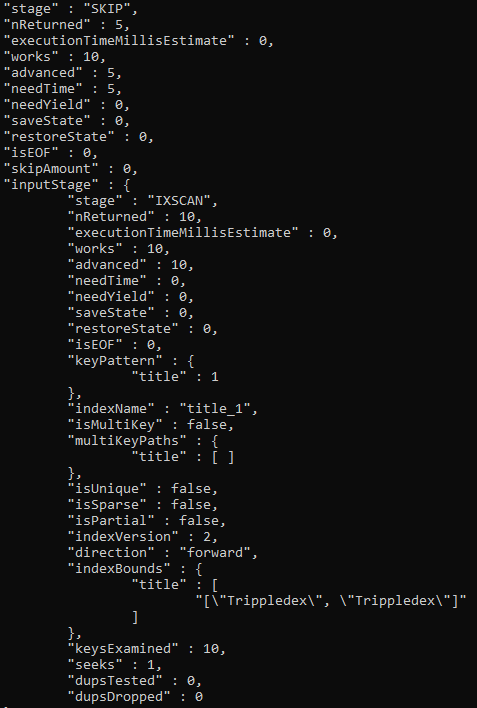 "stage" : "SKIP",
"nReturned" : 5,
"executionTimeMillisEstimate" : 0,
"works" : 10,
"advanced" : 5,
"needTime" : 5,
"needYield" : 0,
"saveState" : 0,
"restoreState" : 0,
"isEOF" : 0,
"skipAmount" : 0,
"inputStage" : {
"stage" : "IXSCAN",
"nReturned" : 10,
"executionTimeMillisEstimate" : 0,
"works" : 10,
"advanced" : 10,
"needTime" : 0,
"needYield" : 0,
"saveState" : 0,
"restoreState" : 0,
"isEOF" : 0,
"keyPattern" : {
"title" : 1
},
"indexName" : "title_1",
"isMultiKey" : false,
"multiKeyPaths" : {
"title" : [ ]
},
"isUnique" : false,
"isSparse" : false,
"isPartial" : false,
"indexVersion" : 2,
"direction" : "forward",
"indexBounds" : {
"title" : [
"[\"Trippledex\", \"Trippledex\"]"
]
},
"keysExamined" : 10,
"seeks" : 1,
"dupsTested" : 0,
"dupsDropped" : 0